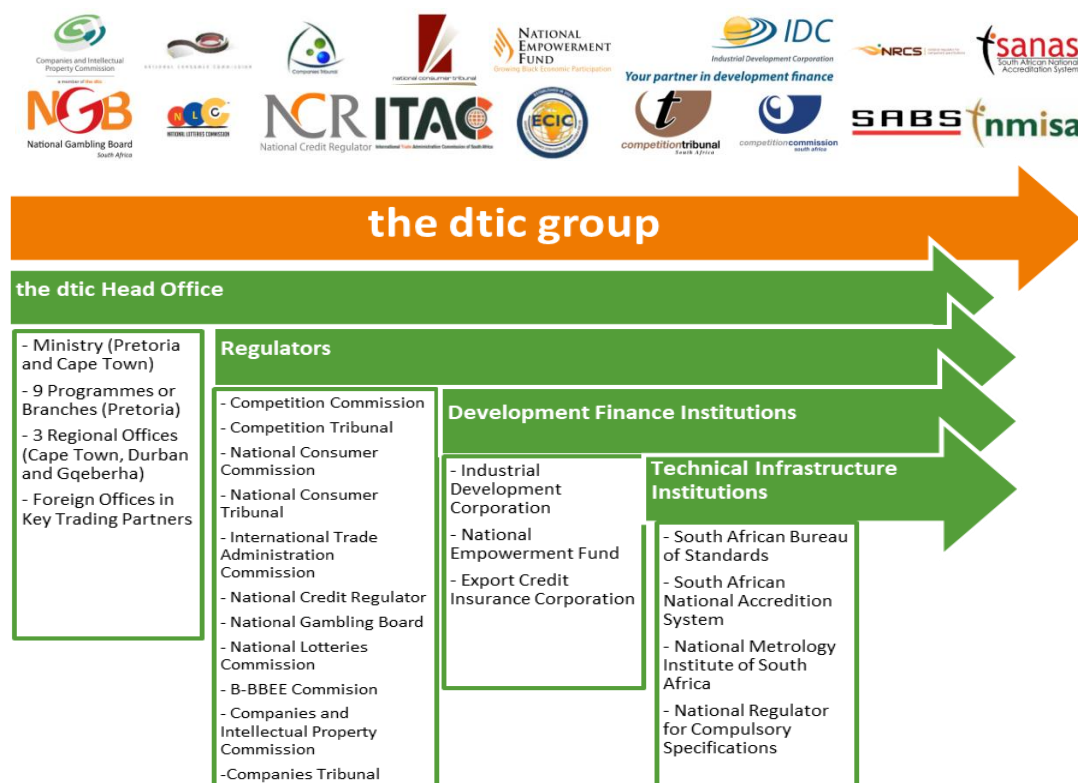 Companies and Intellectual
Property Commission
a member of the dtic
NATIONAL CONSUMER COMMISSION
Companies Tribunal
national consumer tribunal
NATIONAL
EMPOWERMENT
FUND
Growing Black Economic Participation
IDC
Industrial Development Corporation
Your partner in development finance
NRCS
sanas
South African National
Accreditation System
NGB
National Gambling Board
South Africa
NLC
NATIONAL LOTTERIES COMMISSION
NCR
National Credit Regulator
ITAC
International Trade Administration Commission of South Africa
ECIC
competitiontribunal
South Africa
competitioncommission
south africa
SABS
nmisa
the dtic group
the dtic Head Office
- Ministry (Pretoria
and Cape Town)
- 9 Programmes or
Branches (Pretoria)
- 3 Regional Offices
(Cape Town, Durban
and Gqeberha)
- Foreign Offices in
Key Trading Partners
Regulators
- Competition Commission
- Competition Tribunal
- National Consumer
Commission
- National Consumer
Tribunal
- International Trade
Administration
Commission
- National Credit Regulator
- National Gambling Board
- National Lotteries
Commission
- B-BBEE Commision
- Companies and
Intellectual Property
Commission
-Companies Tribunal
Development Finance Institutions
- Industrial
Development
Corporation
- National
Empowerment Fund
- Export Credit
Insurance Corporation
Technical Infrastructure
Institutions
- South African Bureau
of Standards
- South African
National Accredition
System
- National Metrology
Institute of South
Africa
- National Regulator
for Compulsory
Specifications